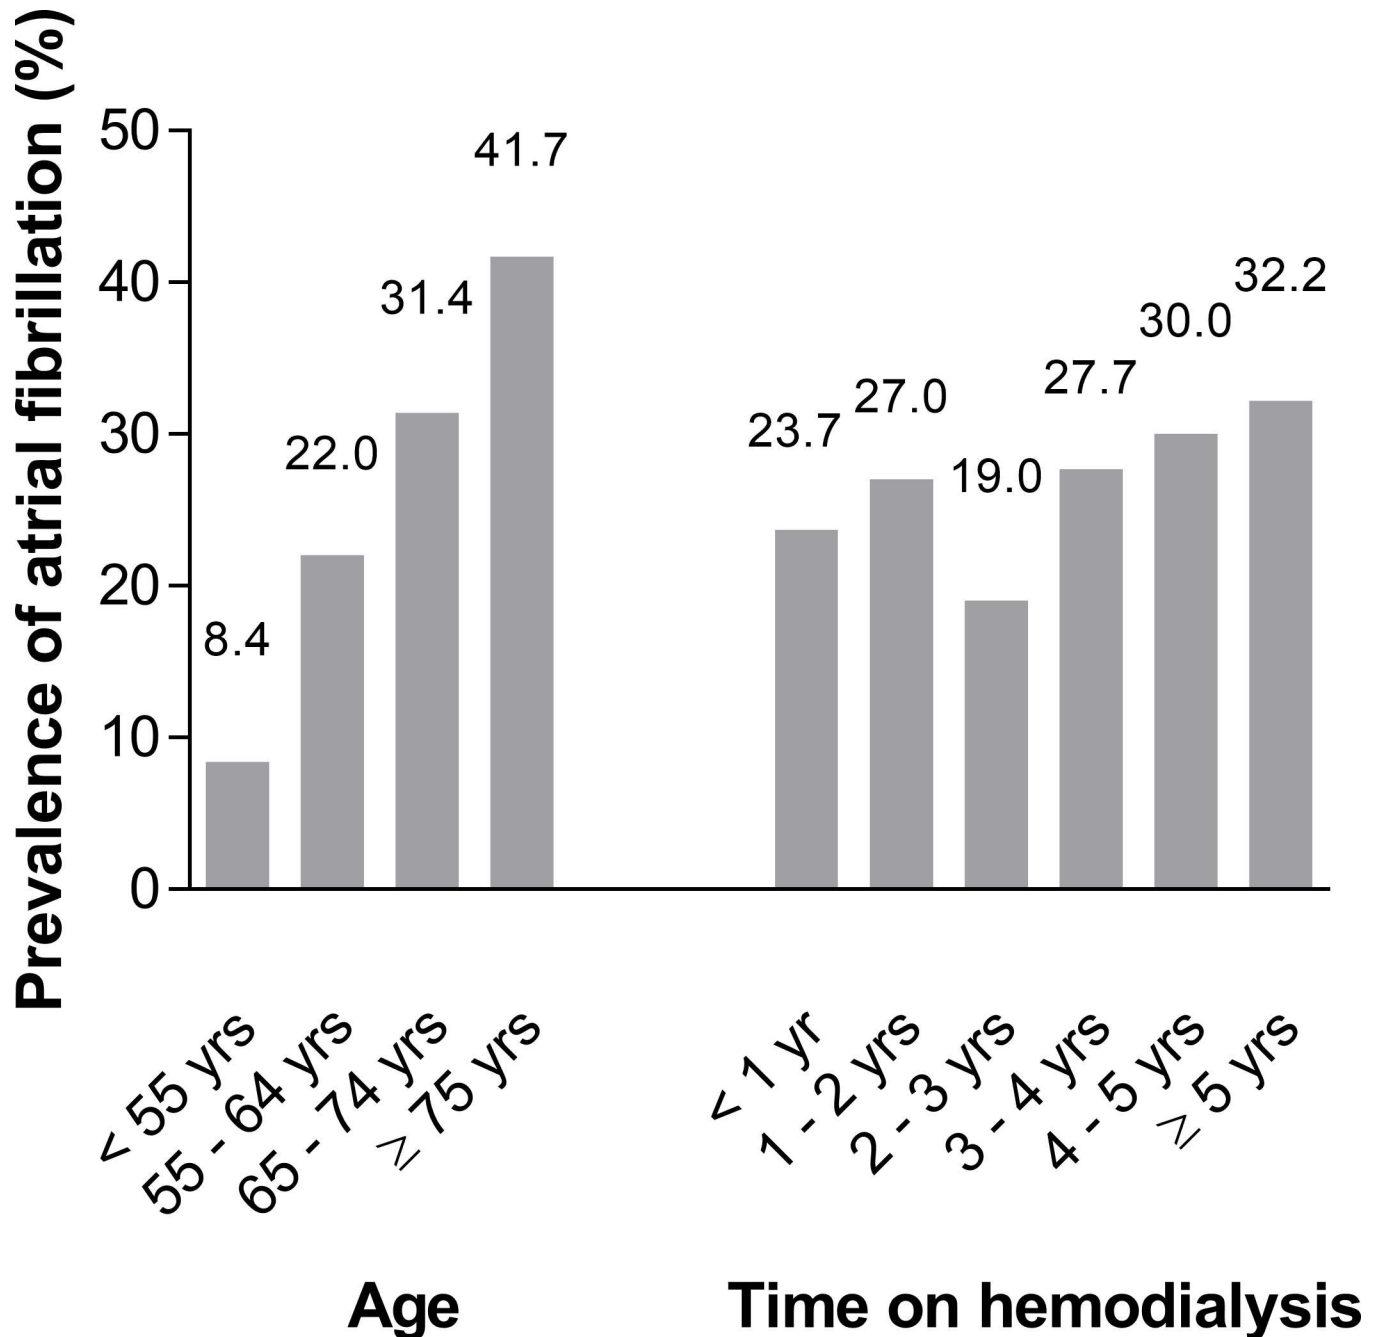 Prevalence of atrial fibrillation (%)
50
40
30
20
10
0
8.4
22.0
31.4
41.7
23.7
27.0
19.0
27.7
30.0
32.2
< 55 yrs
55 - 64 yrs
65 - 74 yrs
≥ 75 yrs
< 1 yr
1 - 2 yrs
2 - 3 yrs
3 - 4 yrs
4 - 5 yrs
≥ 5 yrs
Age
Time on hemodialysis